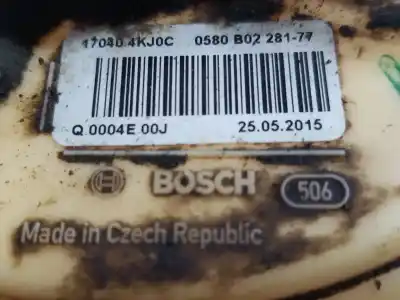 17040 4KJ0C 0580 B02 281-77
Q.0004E.00J 25.05.2015
BOSCH 506
Made in Czech Republic